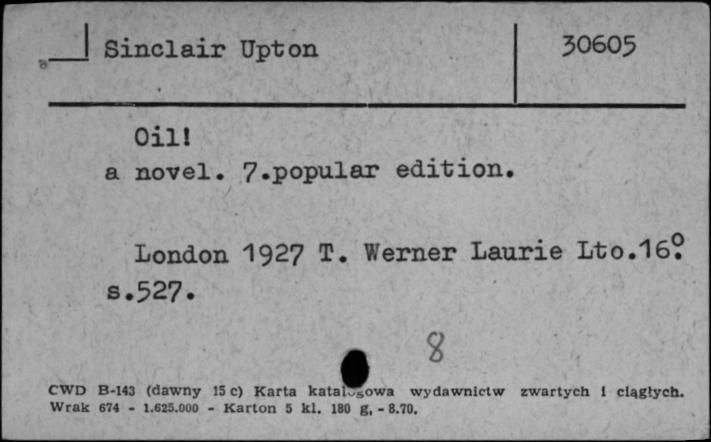 Sinclair Upton 30605
Oil!
a novel. 7.popular edition.
London 1927 T. Werner Laurie Lto.16°.
s.527.
8
CWD B-143 (dawny 15 c) Karta katalogowa wydawnictw zwartych i ciągłych.
Wrak 674 - 1.625.000 - Karton 5 kl. 180 g, - 8.70.